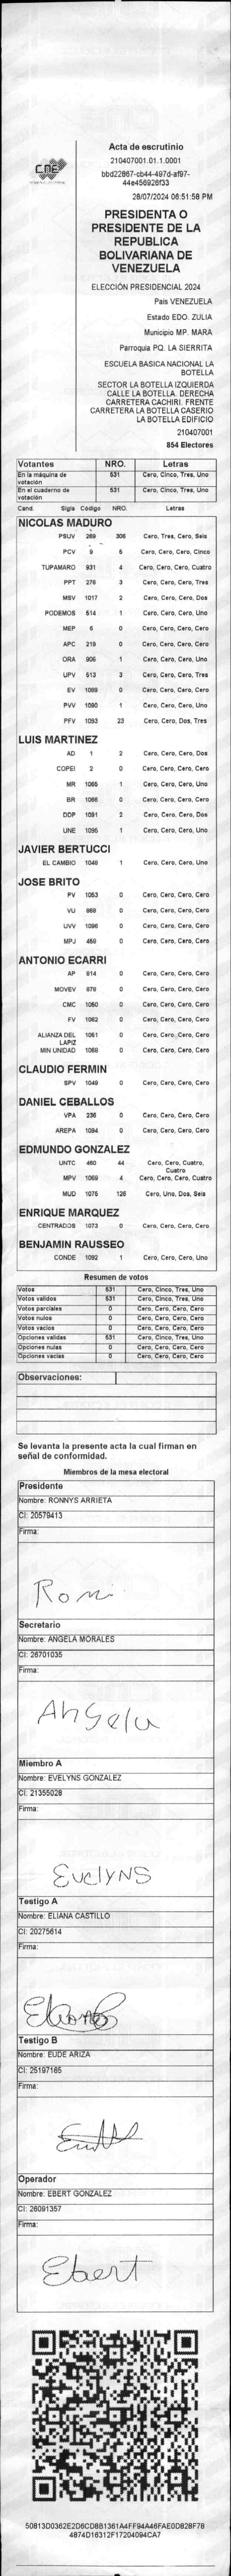 Acta de escrutinio
210407001.01.1.0001
bbd22867-cb44-497d-af97-
44e456926f33
28/07/2024 06:51:58 PM
CNE
PRESIDENTA O
PRESIDENTE DE LA
REPUBLICA
BOLIVARIANA DE
VENEZUELA
ELECCIÓN PRESIDENCIAL 2024
País VENEZUELA
Estado EDO. ZULIA
Municipio MP. MARA
Parroquia PQ. LA SIERRITA
ESCUELA BASICA NACIONAL LA
BOTELLA
SECTOR LA BOTELLA IZQUIERDA
CALLE LA BOTELLA. DERECHA
CARRETERA CACHIRI. FRENTE
CARRETERA LA BOTELLA CASERIO
LA BOTELLA EDIFICIO
210407001
854 Electores
Votantes NRO. Letras
En la máquina de votación 531 Cero, Cinco, Tres, Uno
En el cuaderno de votación 531 Cero, Cinco, Tres, Uno
Cand. Sigla Código NRO. Letras
NICOLAS MADURO
PSUV 269 306 Cero, Tres, Cero, Seis
PCV 9 5 Cero, Cero, Cero, Cinco
TUPAMARO 931 4 Cero, Cero, Cero, Cuatro
PPT 276 3 Cero, Cero, Cero, Tres
MSV 1017 2 Cero, Cero, Cero, Dos
PODEMOS 514 1 Cero, Cero, Cero, Uno
MEP 6 0 Cero, Cero, Cero, Cero
APC 219 0 Cero, Cero, Cero, Cero
ORA 906 1 Cero, Cero, Cero, Uno
UPV 513 3 Cero, Cero, Cero, Tres
EV 1089 0 Cero, Cero, Cero, Cero
PVV 1090 1 Cero, Cero, Cero, Uno
PFV 1093 23 Cero, Cero, Dos, Tres
LUIS MARTINEZ
AD 1 2 Cero, Cero, Cero, Dos
COPEI 2 0 Cero, Cero, Cero, Cero
MR 1065 1 Cero, Cero, Cero, Uno
BR 1066 0 Cero, Cero, Cero, Cero
DDP 1091 2 Cero, Cero, Cero, Dos
UNE 1095 1 Cero, Cero, Cero, Uno
JAVIER BERTUCCI
EL CAMBIO 1048 1 Cero, Cero, Cero, Uno
JOSE BRITO
PV 1053 0 Cero, Cero, Cero, Cero
VU 868 0 Cero, Cero, Cero, Cero
UVV 1096 0 Cero, Cero, Cero, Cero
MPJ 459 0 Cero, Cero, Cero, Cero
ANTONIO ECARRI
AP 814 0 Cero, Cero, Cero, Cero
MOVEV 878 0 Cero, Cero, Cero, Cero
CMC 1050 0 Cero, Cero, Cero, Cero
FV 1062 0 Cero, Cero, Cero, Cero
ALIANZA DEL LAPIZ 1061 0 Cero, Cero, Cero, Cero
MIN UNIDAD 1068 0 Cero, Cero, Cero, Cero
CLAUDIO FERMIN
SPV 1049 0 Cero, Cero, Cero, Cero
DANIEL CEBALLOS
VPA 236 0 Cero, Cero, Cero, Cero
AREPA 1094 0 Cero, Cero, Cero, Cero
EDMUNDO GONZALEZ
UNTC 460 44 Cero, Cero, Cuatro, Cuatro
MPV 1069 4 Cero, Cero, Cero, Cuatro
MUD 1075 126 Cero, Uno, Dos, Seis
ENRIQUE MARQUEZ
CENTRADOS 1073 0 Cero, Cero, Cero, Cero
BENJAMIN RAUSSEO
CONDE 1092 1 Cero, Cero, Cero, Uno
Resumen de votos
Votos 531 Cero, Cinco, Tres, Uno
Votos validos 531 Cero, Cinco, Tres, Uno
Votos parciales 0 Cero, Cero, Cero, Cero
Votos nulos 0 Cero, Cero, Cero, Cero
Votos vacios 0 Cero, Cero, Cero, Cero
Opciones validas 531 Cero, Cinco, Tres, Uno
Opciones nulas 0 Cero, Cero, Cero, Cero
Opciones vacias 0 Cero, Cero, Cero, Cero
Observaciones:
Se levanta la presente acta la cual firman en
señal de conformidad.
Miembros de la mesa electoral
Presidente
Nombre: RONNYS ARRIETA
CI: 20579413
Firma:
Roni
Secretario
Nombre: ANGELA MORALES
CI: 26701035
Firma:
Angela
Miembro A
Nombre: EVELYNS GONZALEZ
CI: 21355028
Firma:
EvelyNS
Testigo A
Nombre: ELIANA CASTILLO
CI: 20275614
Firma:
Testigo B
Nombre: EUDE ARIZA
CI: 25197165
Firma:
Operador
Nombre: EBERT GONZALEZ
CI: 26091357
Firma:
Ebert
50813D0362E2D6CD8B1361A4FF94A46FAE0D828F78
4874D16312F17204094CA7